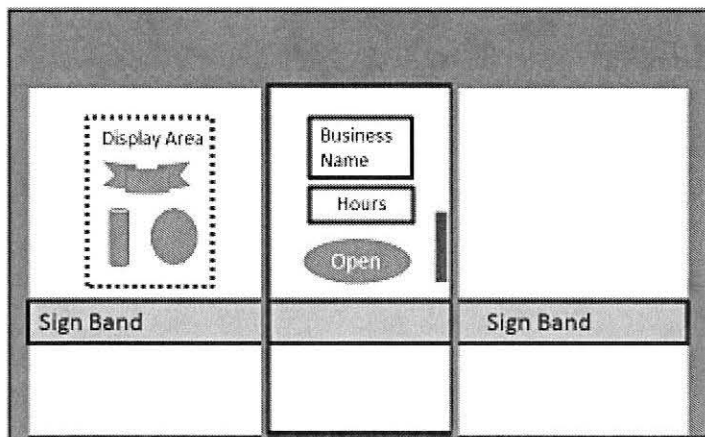 Display Area
Business
Name
Hours
Open
Sign Band
Sign Band